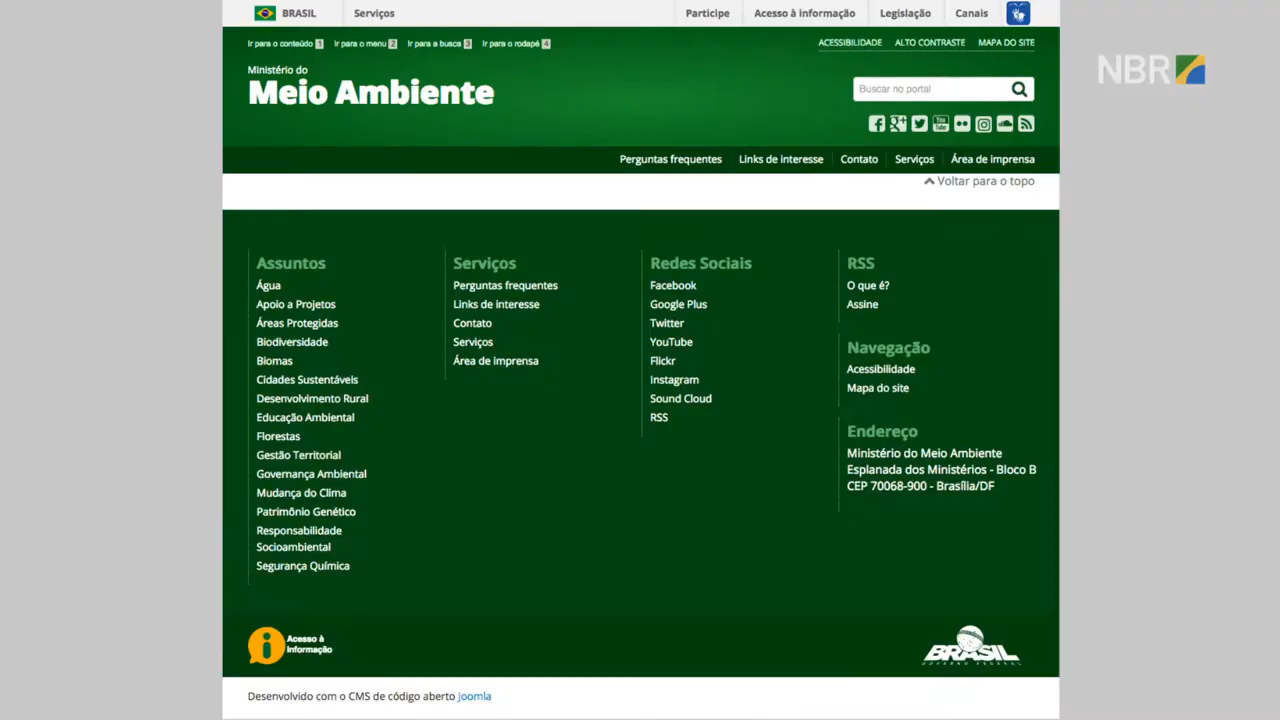 BRASIL
Serviços
Participe
Acesso à informação
Legislação
Canais
Ir para o conteúdo 1
Ir para o menu 2
Ir para a busca 3
Ir para o rodapé 4
ACESSIBILIDADE
ALTO CONTRASTE
MAPA DO SITE
NBR
Ministério do
Meio Ambiente
Buscar no portal
You Tube
Perguntas frequentes
Links de interesse
Contato
Serviços
Área de imprensa
Voltar para o topo
Assuntos
Água
Apoio a Projetos
Áreas Protegidas
Biodiversidade
Biomas
Cidades Sustentáveis
Desenvolvimento Rural
Educação Ambiental
Florestas
Gestão Territorial
Governança Ambiental
Mudança do Clima
Patrimônio Genético
Responsabilidade
Socioambiental
Segurança Química
Serviços
Perguntas frequentes
Links de interesse
Contato
Serviços
Área de imprensa
Redes Sociais
Facebook
Google Plus
Twitter
YouTube
Flickr
Instagram
Sound Cloud
RSS
RSS
O que é?
Assine
Navegação
Acessibilidade
Mapa do site
Endereço
Ministério do Meio Ambiente
Esplanada dos Ministérios - Bloco B
CEP 70068-900 - Brasília/DF
Acesso à
Informação
BRASIL
GOVERNO FEDERAL
Desenvolvido com o CMS de código aberto Joomla